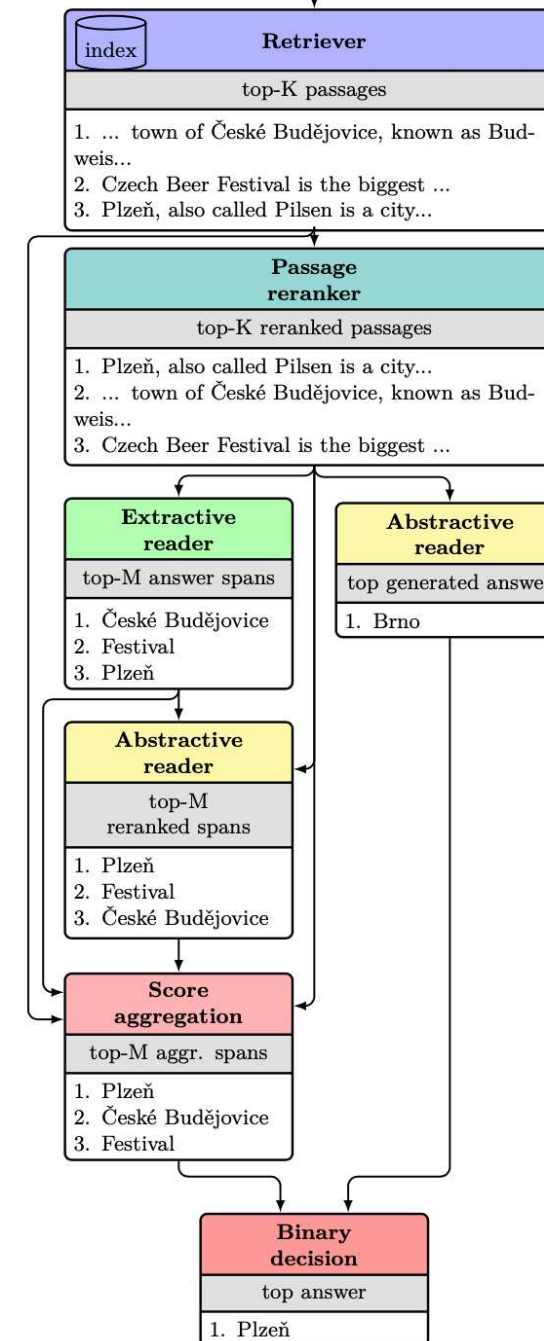 index
Retriever
top-K passages
1. ... town of České Budějovice, known as Bud-
weis...
2. Czech Beer Festival is the biggest ...
3. Plzeň, also called Pilsen is a city...
Passage
reranker
top-K reranked passages
1. Plzeň, also called Pilsen is a city...
2. ... town of České Budějovice, known as Bud-
weis...
3. Czech Beer Festival is the biggest ...
Extractive
reader
top-M answer spans
1. České Budějovice
2. Festival
3. Plzeň
Abstractive
reader
top generated answe
1. Brno
Abstractive
reader
top-M
reranked spans
1. Plzeň
2. Festival
3. České Budějovice
Score
aggregation
top-M aggr. spans
1. Plzeň
2. České Budějovice
3. Festival
Binary
decision
top answer
1. Plzeň